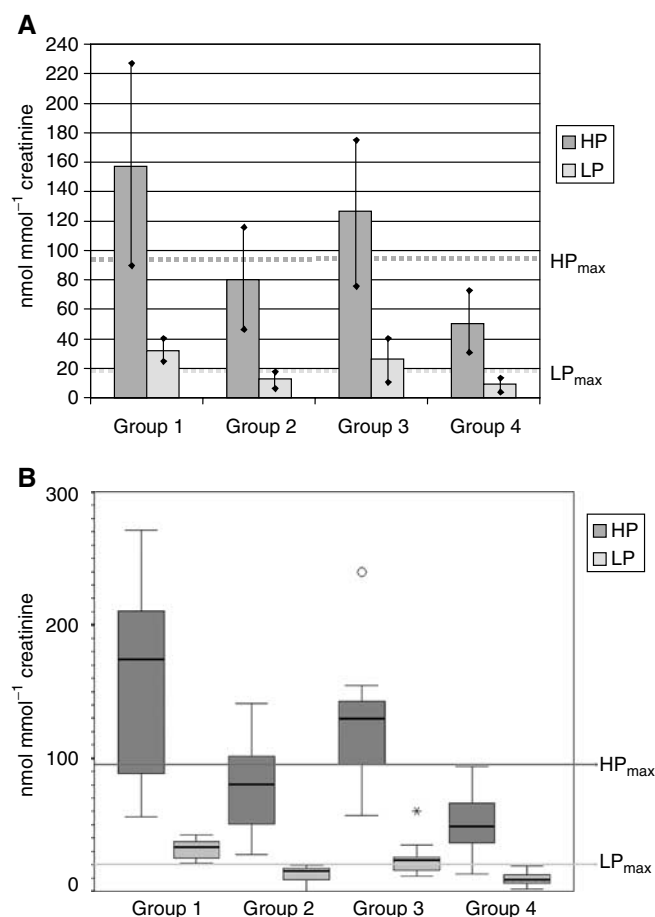 A
240
220
200
180
160
140
120
100
80
60
40
20
0
nmol mmol⁻¹ creatinine
HP
LP
HPmax
LPmax
Group 1 Group 2 Group 3 Group 4
B
300
200
100
0
nmol mmol⁻¹ creatinine
HP
LP
HPmax
LPmax
Group 1 Group 2 Group 3 Group 4